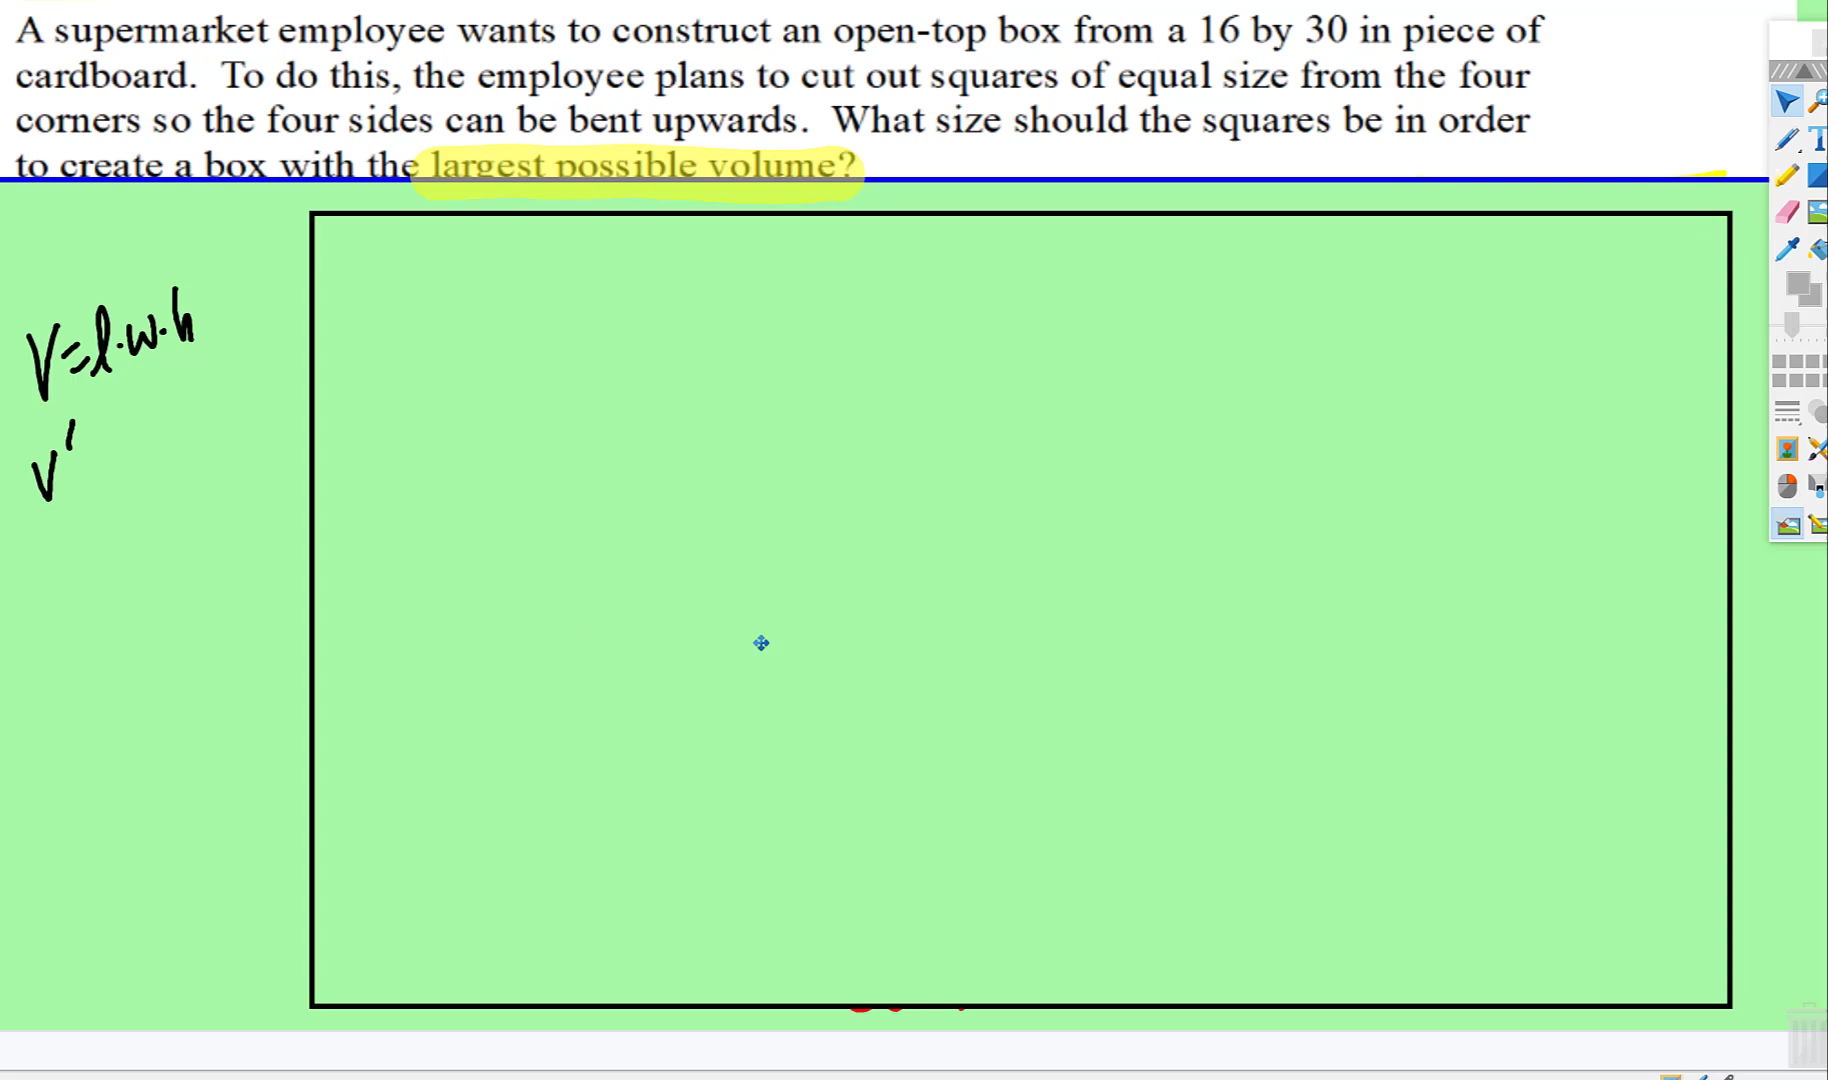 A supermarket employee wants to construct an open-top box from a 16 by 30 in piece of
cardboard.  To do this, the employee plans to cut out squares of equal size from the four
corners so the four sides can be bent upwards.  What size should the squares be in order
to create a box with the largest possible volume?
V=l·w·h
V'